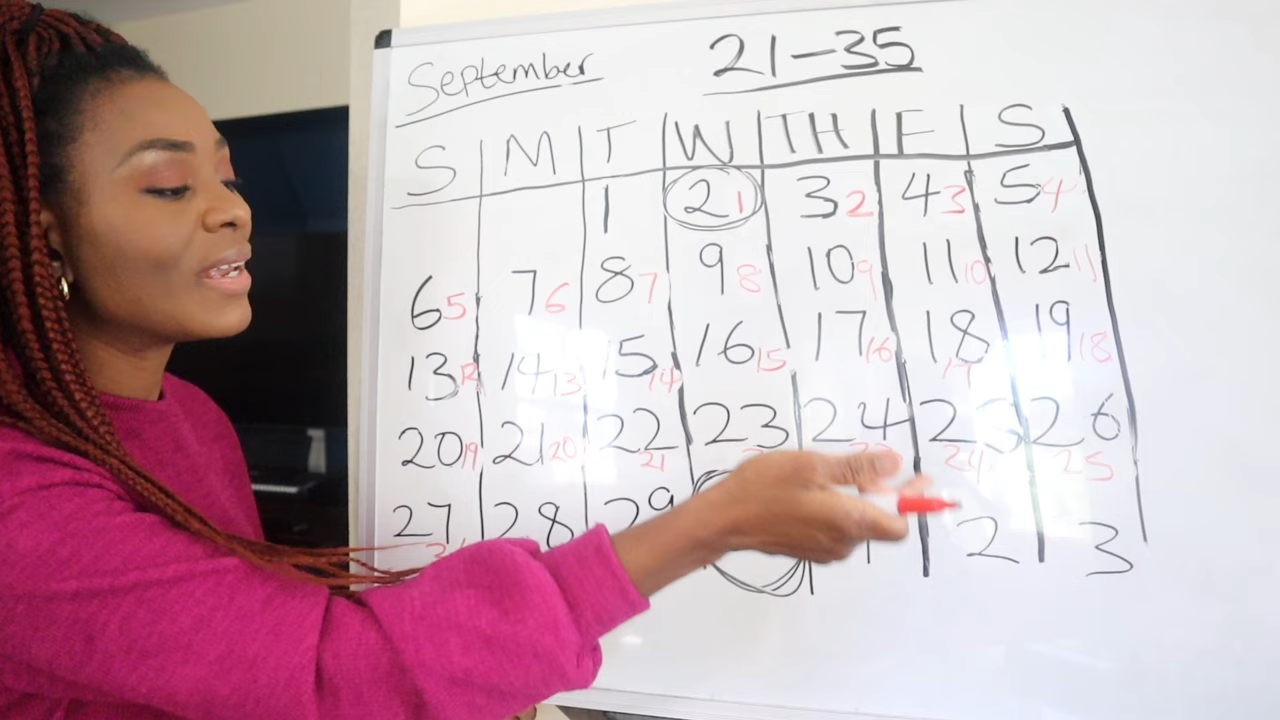 September 21-35
S M T W TH F S
1 2 1 3 2 4 3 5 4
6 5 7 6 8 7 9 8 10 9 11 10 12 11
13 12 14 13 15 14 16 15 17 16 18 17 19 18
20 19 21 20 22 21 23 24 23 25 24 26 25
27 28 29 2 3